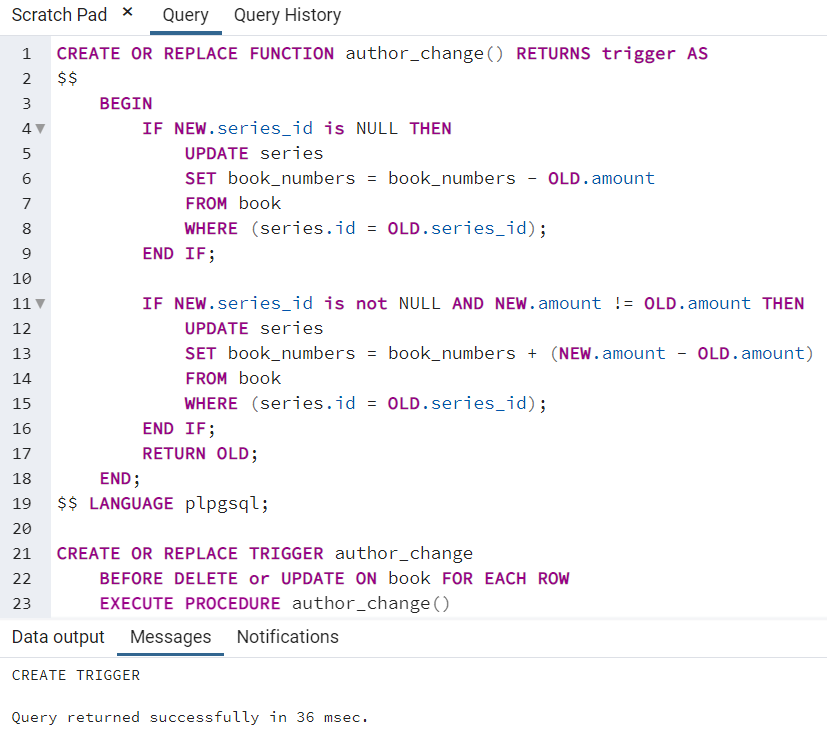 Scratch Pad × Query Query History
1 CREATE OR REPLACE FUNCTION author_change() RETURNS trigger AS
2 $$
3     BEGIN
4         IF NEW.series_id is NULL THEN
5             UPDATE series
6             SET book_numbers = book_numbers - OLD.amount
7             FROM book
8             WHERE (series.id = OLD.series_id);
9         END IF;
10
11         IF NEW.series_id is not NULL AND NEW.amount != OLD.amount THEN
12             UPDATE series
13             SET book_numbers = book_numbers + (NEW.amount - OLD.amount)
14             FROM book
15             WHERE (series.id = OLD.series_id);
16         END IF;
17         RETURN OLD;
18     END;
19 $$ LANGUAGE plpgsql;
20
21 CREATE OR REPLACE TRIGGER author_change
22     BEFORE DELETE or UPDATE ON book FOR EACH ROW
23     EXECUTE PROCEDURE author_change()
Data output Messages Notifications
CREATE TRIGGER
Query returned successfully in 36 msec.